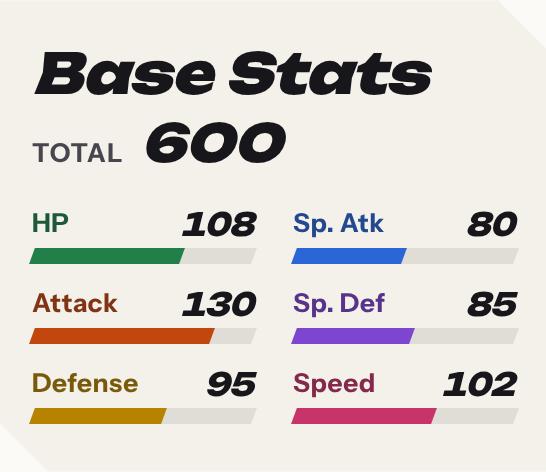 Base Stats
TOTAL 600
HP 108
Sp. Atk 80
Attack 130
Sp. Def 85
Defense 95
Speed 102